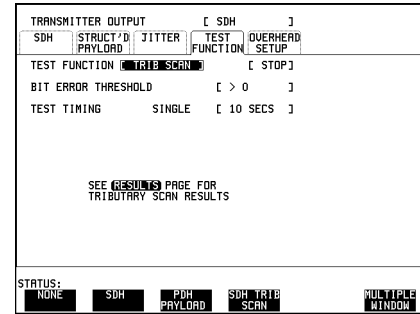 TRANSMITTER OUTPUT [ SDH ]
SDH STRUCT'D PAYLOAD JITTER TEST FUNCTION OVERHEAD SETUP
TEST FUNCTION [ TRIB SCAN ] [ STOP]
BIT ERROR THRESHOLD [ > 0 ]
TEST TIMING SINGLE [ 10 SECS ]
SEE RESULTS PAGE FOR
TRIBUTARY SCAN RESULTS
STATUS:
NONE SDH PDH PAYLOAD SDH TRIB SCAN MULTIPLE WINDOW